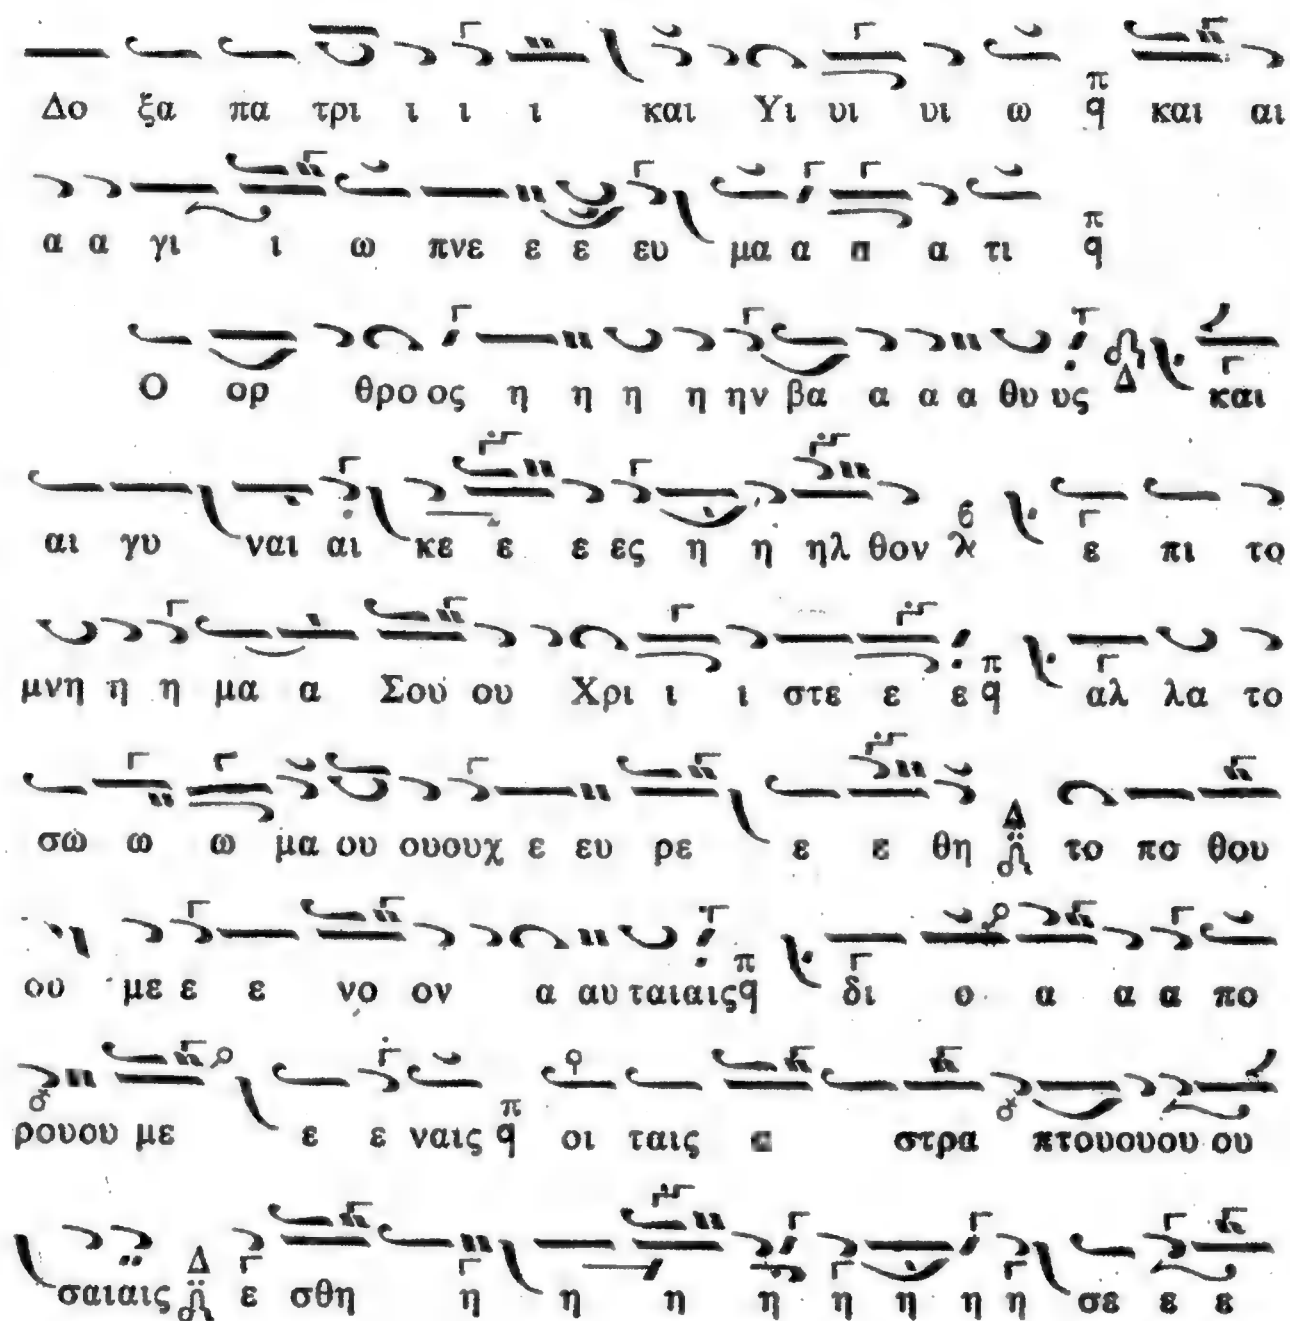 Δο ξα πα τρι ι ι ι και Υι υι υι ω π q και αι
α α γι ι ω πνε ε ε ευ μα α α α τι π q
Ο ορ θρο ος η η η η ην βα α α α θυ υς Δ και
αι γυ ναι αι κε ε ε ες η η ηλ θον ε πι το
μνη η η μα α Σου ου Χρι ι ι στε ε ε π q αλ λα το
σω ω ω μα ου ουουχ ε ευ ρε ε ε θη Δ το πο θου
ου με ε ε νο ον α αυ ταιαις π q δι ο α α α πο
ρουου με ε ε ναις π q οι ταις α στρα πτουουου ου
σαιαις Δ ε σθη η η η η η η η η σε ε ε